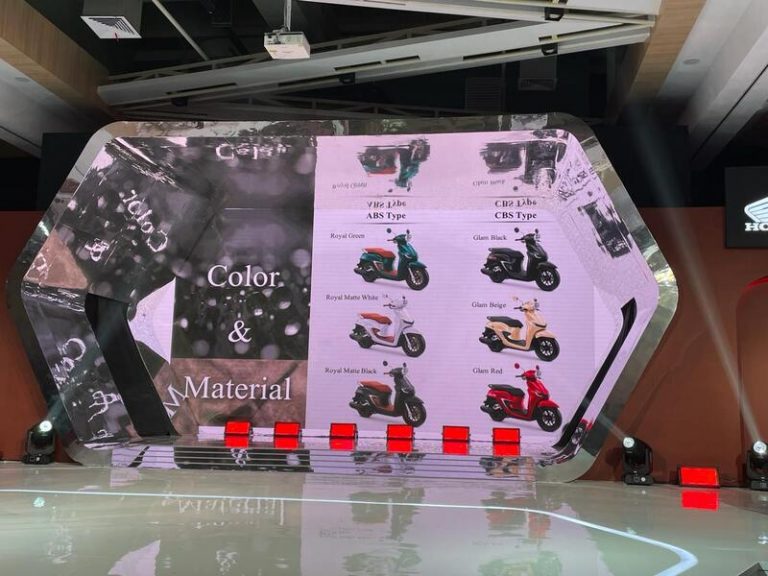 Color
&
Material
ABS Type
CBS Type
Royal Green
Glam Black
Royal Matte White
Glam Beige
Royal Matte Black
Glam Red